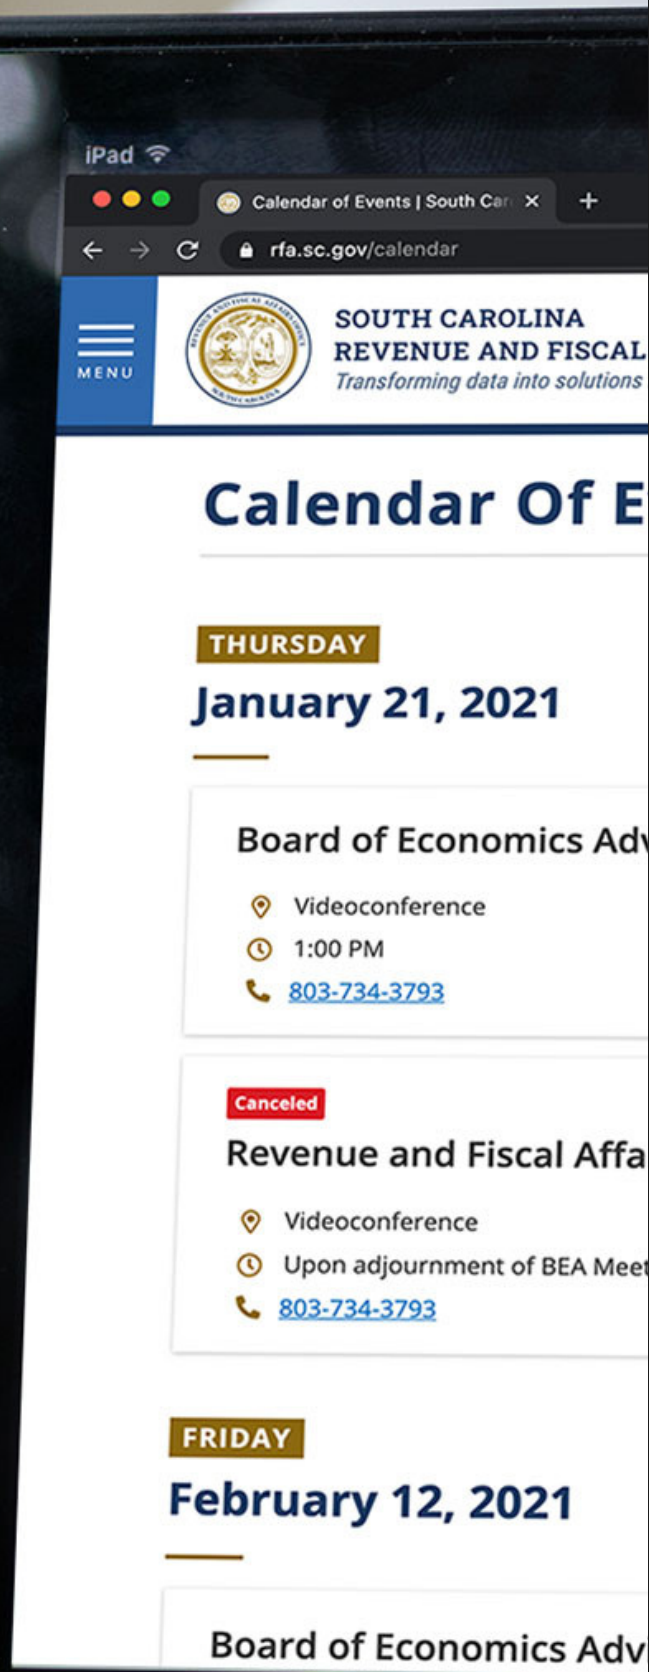 iPad
Calendar of Events | South Car
rfa.sc.gov/calendar
MENU
SOUTH CAROLINA
REVENUE AND FISCAL
Transforming data into solutions
Calendar Of E
THURSDAY
January 21, 2021
Board of Economics Adv
Videoconference
1:00 PM
803-734-3793
Canceled
Revenue and Fiscal Affa
Videoconference
Upon adjournment of BEA Meet
803-734-3793
FRIDAY
February 12, 2021
Board of Economics Advi